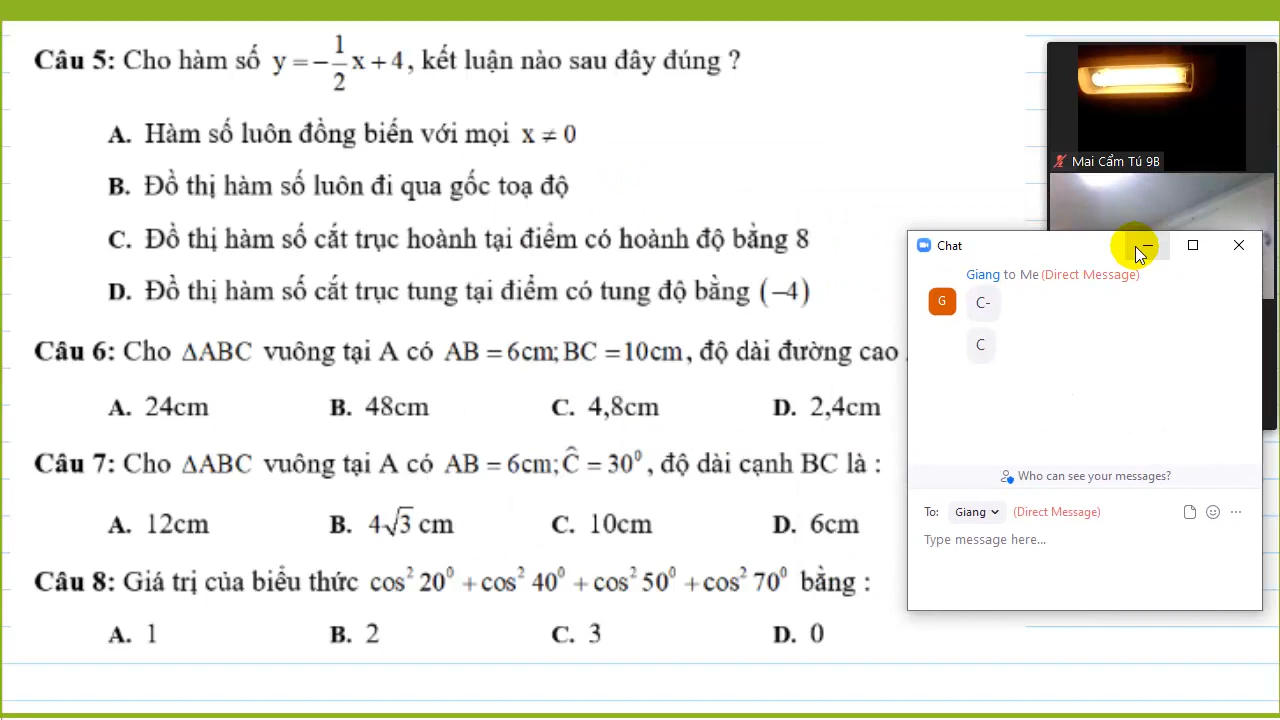 Câu 5: Cho hàm số y = -\frac{1}{2}x + 4, kết luận nào sau đây đúng ?
A. Hàm số luôn đồng biến với mọi x ≠ 0
B. Đồ thị hàm số luôn đi qua gốc toạ độ
C. Đồ thị hàm số cắt trục hoành tại điểm có hoành độ bằng 8
D. Đồ thị hàm số cắt trục tung tại điểm có tung độ bằng (−4)
Câu 6: Cho ΔABC vuông tại A có AB = 6cm; BC = 10cm, độ dài đường cao
A. 24cm B. 48cm C. 4,8cm D. 2,4cm
Câu 7: Cho ΔABC vuông tại A có AB = 6cm; Ĉ = 30⁰, độ dài cạnh BC là :
A. 12cm B. 4√3 cm C. 10cm D. 6cm
Câu 8: Giá trị của biểu thức cos² 20⁰ + cos² 40⁰ + cos² 50⁰ + cos² 70⁰ bằng :
A. 1 B. 2 C. 3 D. 0
Mai Cẩm Tú 9B
Chat
Giang to Me (Direct Message)
G
C-
C
Who can see your messages?
To: Giang (Direct Message)
Type message here...